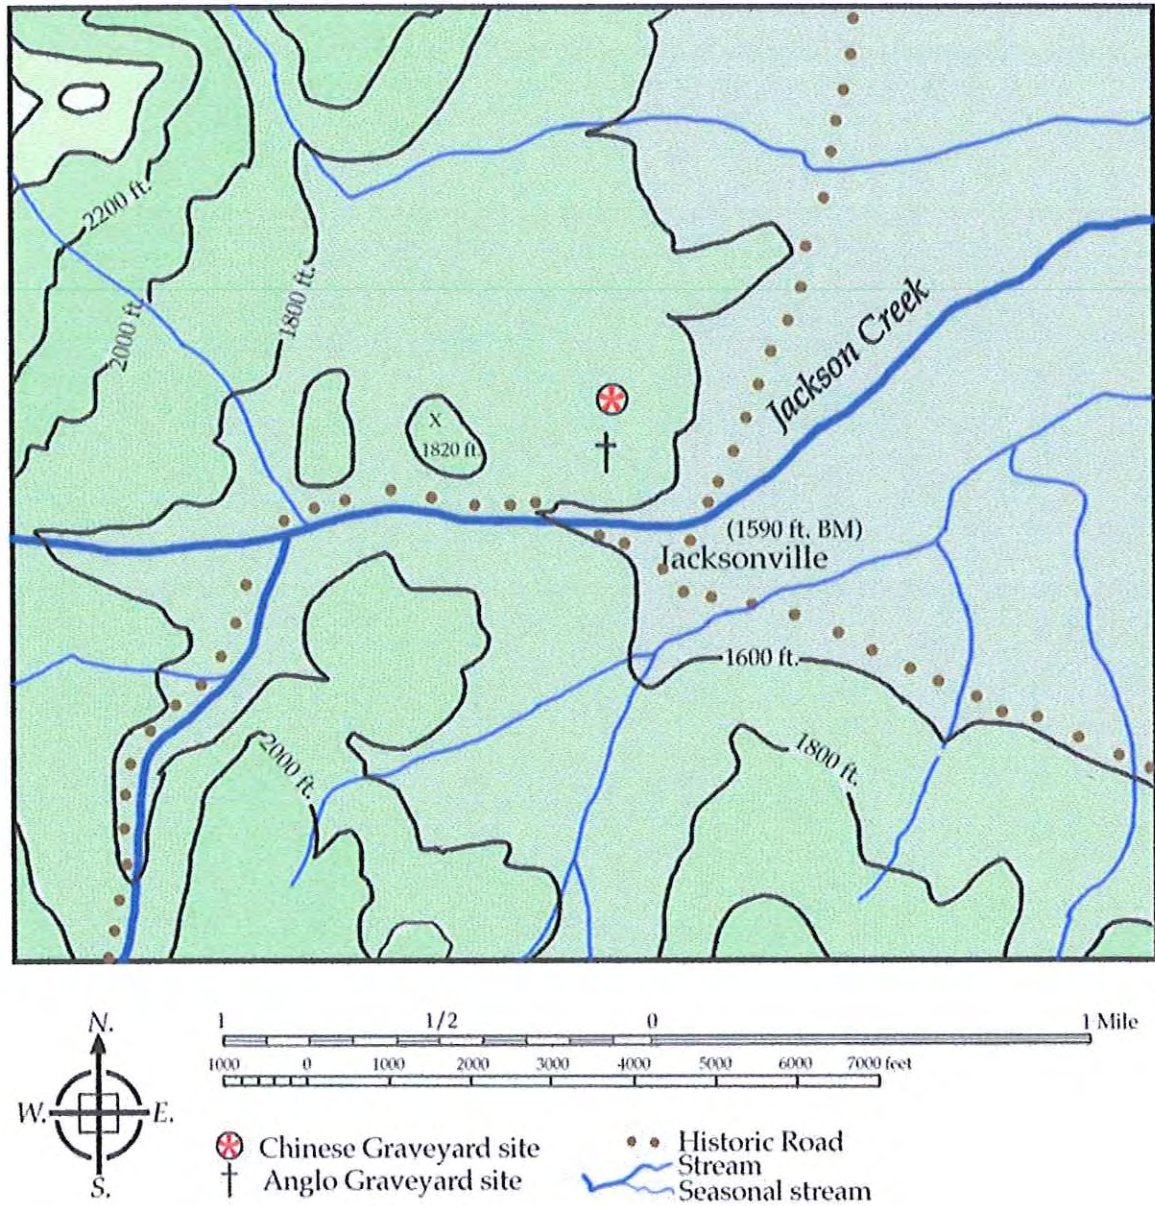 2200 ft.
1800 ft.
2000 ft.
Jackson Creek
X
1820 ft.
(1590 ft. BM)
Jacksonville
1600 ft.
2000 ft.
1800 ft.
N.
W. E.
S.
1 1/2 0 1 Mile
1000 0 1000 2000 3000 4000 5000 6000 7000 feet
Chinese Graveyard site
Anglo Graveyard site
Historic Road
Stream
Seasonal stream